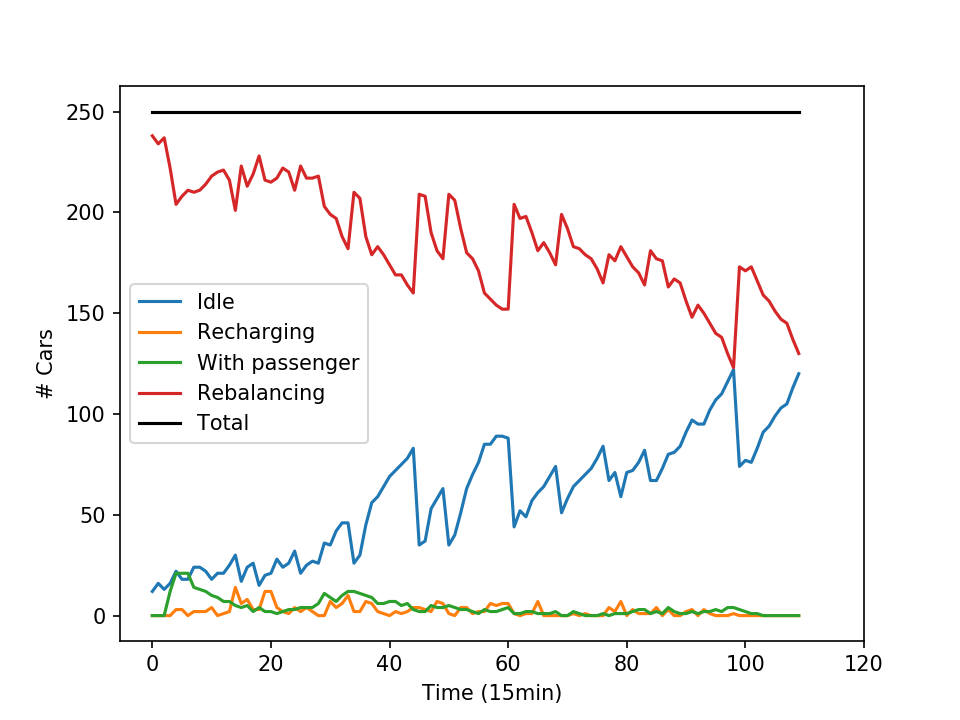 250
200
150
100
50
0
# Cars
Idle
Recharging
With passenger
Rebalancing
Total
0 20 40 60 80 100 120
Time (15min)